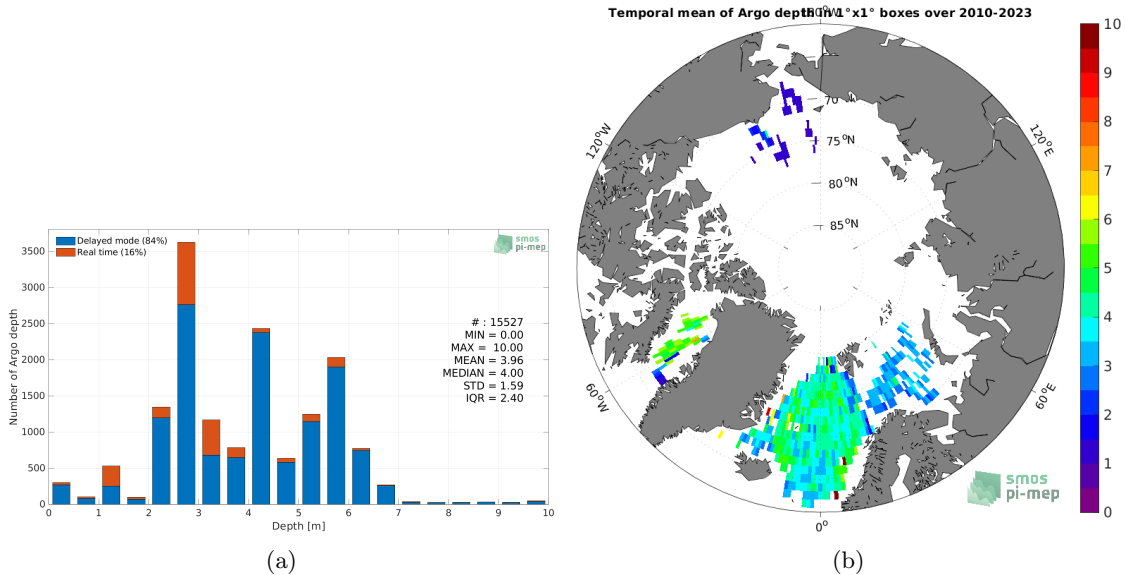 Delayed mode (84%)
Real time (16%)
smos
pi-mep
# : 15527
MIN = 0.00
MAX = 10.00
MEAN = 3.96
MEDIAN = 4.00
STD = 1.59
IQR = 2.40
Number of Argo depth
3500
3000
2500
2000
1500
1000
500
0
0 1 2 3 4 5 6 7 8 9 10
Depth [m]
(a)
Temporal mean of Argo depth in 1°x1° boxes over 2010-2023
180°W
120°W
120°E
60°W
60°E
0°
70°N
75°N
80°N
85°N
smos
pi-mep
10
9
8
7
6
5
4
3
2
1
0
(b)